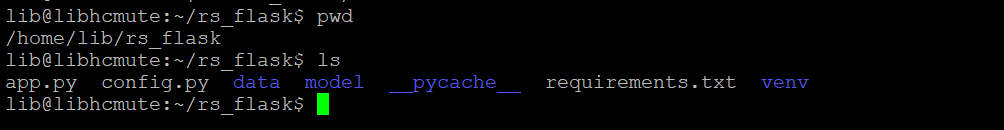 lib@libhcmute:~/rs_flask$ pwd
/home/lib/rs_flask
lib@libhcmute:~/rs_flask$ ls
app.py  config.py  data  model  __pycache__  requirements.txt  venv
lib@libhcmute:~/rs_flask$